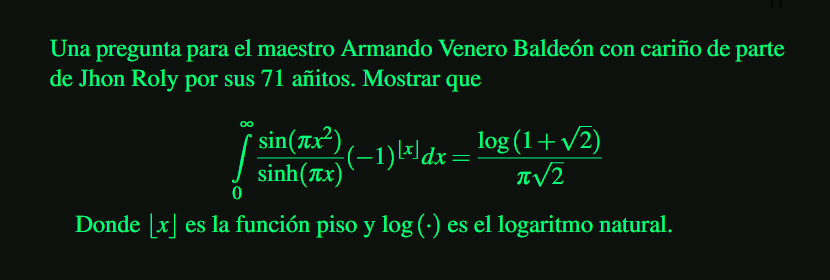 Una pregunta para el maestro Armando Venero Baldeón con cariño de parte
de Jhon Roly por sus 71 añitos. Mostrar que
∫₀^∞ sin(πx²)/sinh(πx) (−1)^⌊x⌋ dx = log(1+√2)/(π√2)
Donde ⌊x⌋ es la función piso y log(·) es el logaritmo natural.